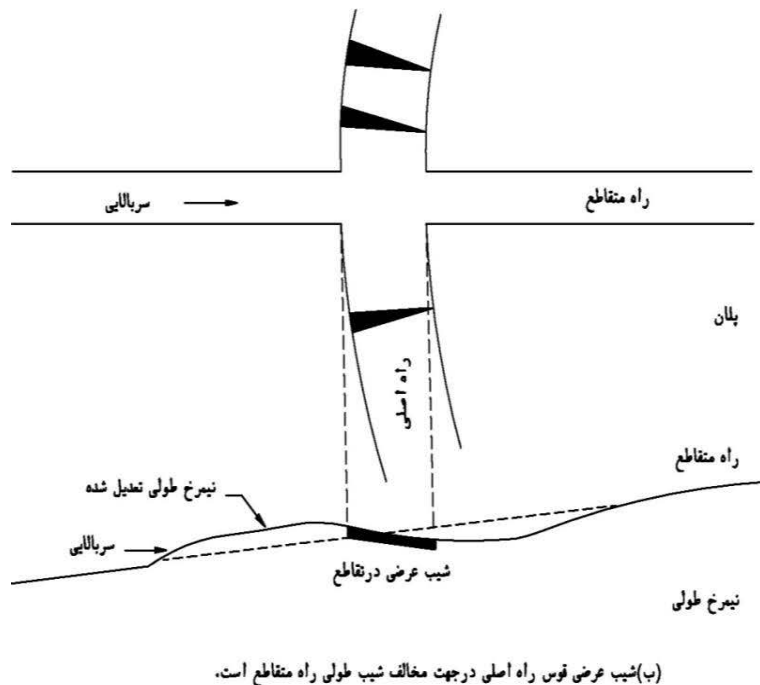 سربالایی
راه متقاطع
پلان
راه اصلی
راه متقاطع
نیمرخ طولی تعدیل شده
سربالایی
شیب عرضی درتقاطع
نیمرخ طولی
(ب)شیب عرضی قوس راه اصلی درجهت مخالف شیب طولی راه متقاطع است.